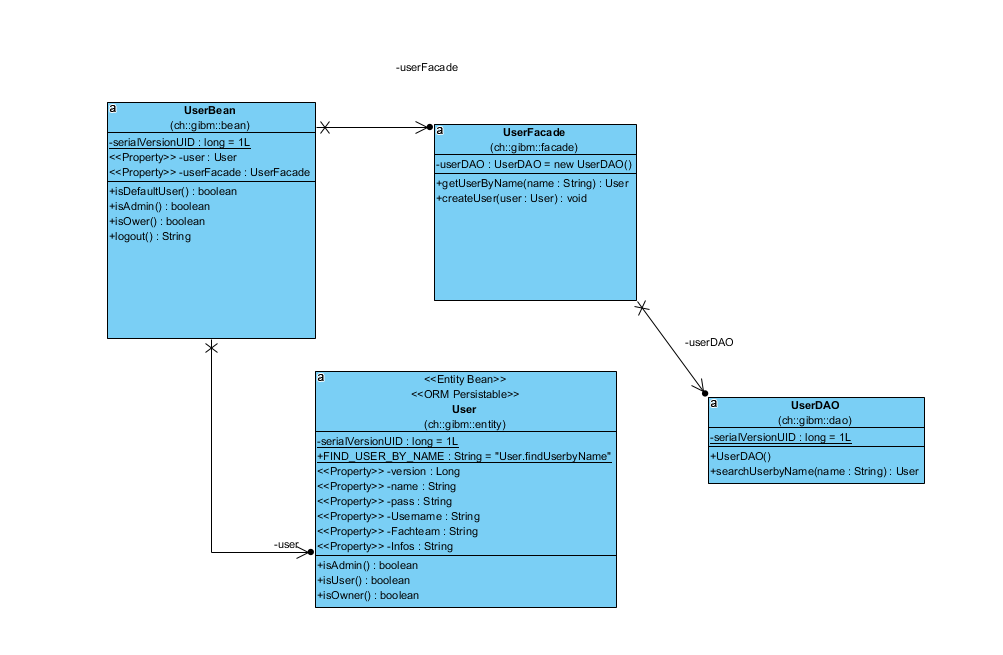 -userFacade
a
UserBean
(ch::gibm::bean)
-serialVersionUID : long = 1L
<<Property>> -user : User
<<Property>> -userFacade : UserFacade
+isDefaultUser() : boolean
+isAdmin() : boolean
+isOwer() : boolean
+logout() : String
a
UserFacade
(ch::gibm::facade)
-userDAO : UserDAO = new UserDAO()
+getUserByName(name : String) : User
+createUser(user : User) : void
-userDAO
a
UserDAO
(ch::gibm::dao)
-serialVersionUID : long = 1L
+UserDAO()
+searchUserbyName(name : String) : User
-user
a
<<Entity Bean>>
<<ORM Persistable>>
User
(ch::gibm::entity)
-serialVersionUID : long = 1L
+FIND_USER_BY_NAME : String = "User.findUserbyName"
<<Property>> -version : Long
<<Property>> -name : String
<<Property>> -pass : String
<<Property>> -Username : String
<<Property>> -Fachteam : String
<<Property>> -Infos : String
+isAdmin() : boolean
+isUser() : boolean
+isOwner() : boolean